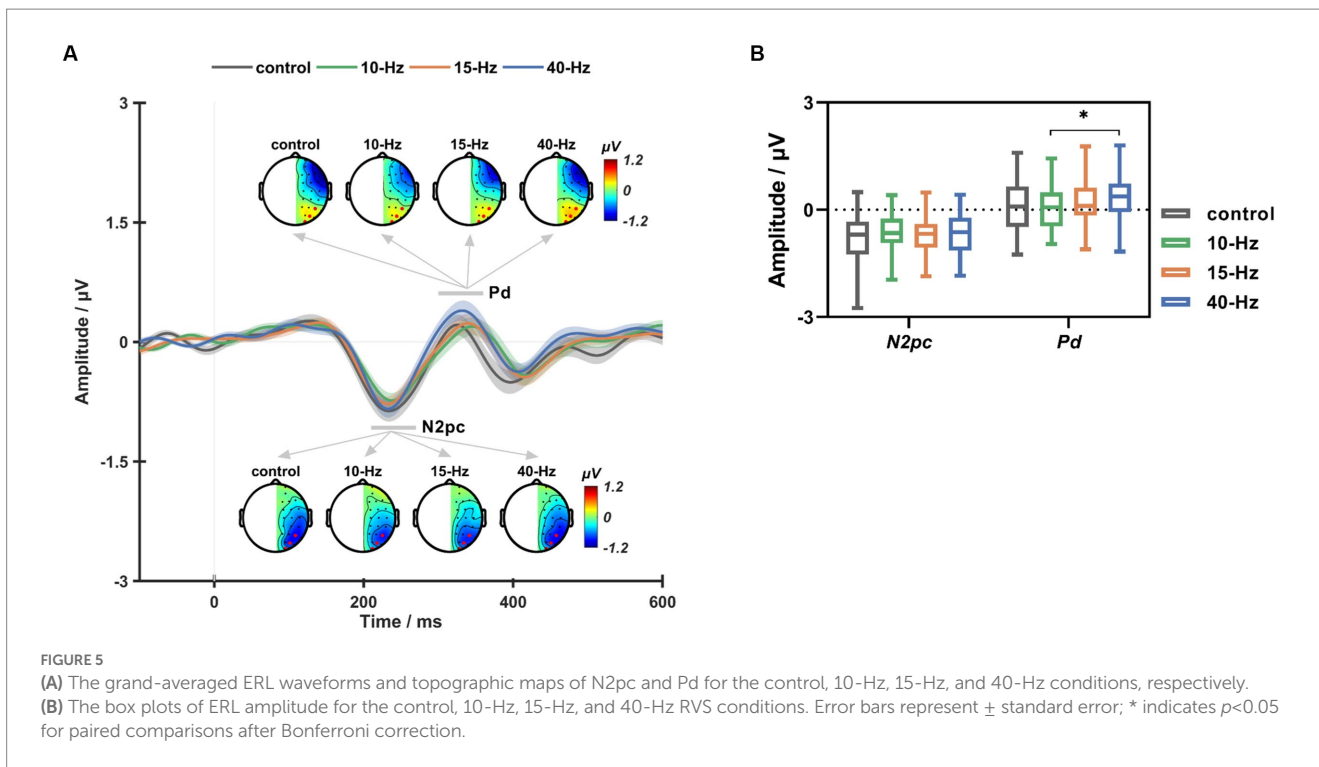 A
control 10-Hz 15-Hz 40-Hz
3
1.5
0
-1.5
-3
Amplitude / µV
control 10-Hz 15-Hz 40-Hz µV
1.2
0
-1.2
Pd
N2pc
control 10-Hz 15-Hz 40-Hz µV
1.2
0
-1.2
0 200 400 600
Time / ms
B
3
0
-3
Amplitude / µV
*
N2pc Pd
control
10-Hz
15-Hz
40-Hz
FIGURE 5
(A) The grand-averaged ERL waveforms and topographic maps of N2pc and Pd for the control, 10-Hz, 15-Hz, and 40-Hz conditions, respectively.
(B) The box plots of ERL amplitude for the control, 10-Hz, 15-Hz, and 40-Hz RVS conditions. Error bars represent ± standard error; * indicates p<0.05
for paired comparisons after Bonferroni correction.